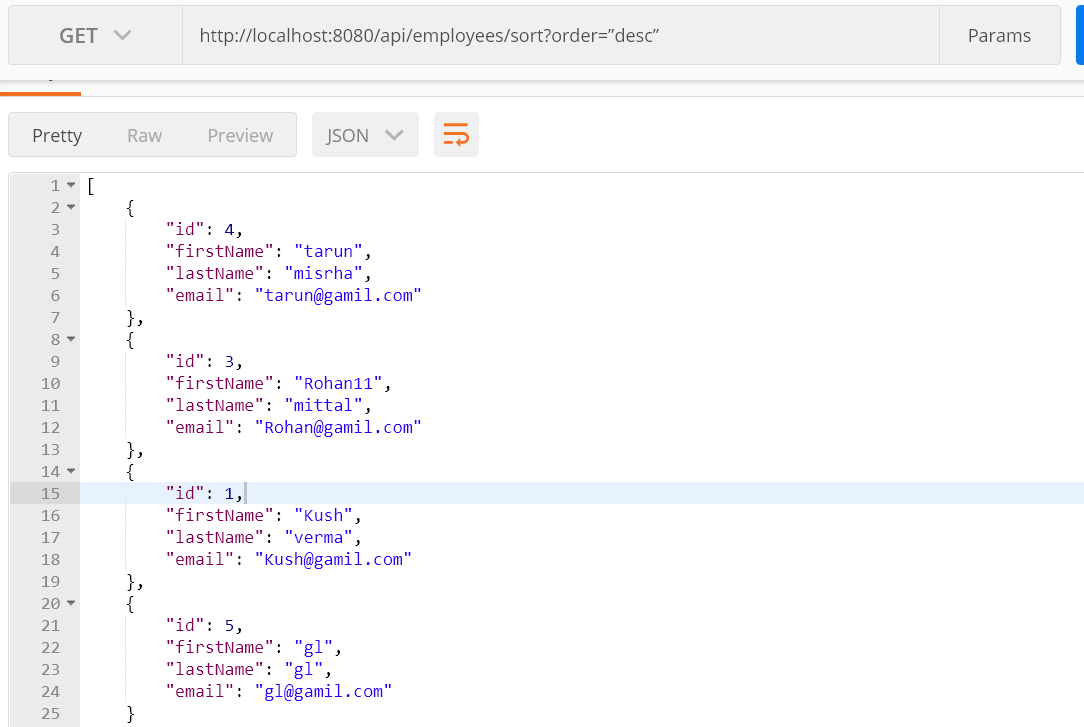 GET http://localhost:8080/api/employees/sort?order=”desc” Params
Pretty Raw Preview JSON
1 [
2 {
3 "id": 4,
4 "firstName": "tarun",
5 "lastName": "misrha",
6 "email": "tarun@gamil.com"
7 },
8 {
9 "id": 3,
10 "firstName": "Rohan11",
11 "lastName": "mittal",
12 "email": "Rohan@gamil.com"
13 },
14 {
15 "id": 1,
16 "firstName": "Kush",
17 "lastName": "verma",
18 "email": "Kush@gamil.com"
19 },
20 {
21 "id": 5,
22 "firstName": "gl",
23 "lastName": "gl",
24 "email": "gl@gamil.com"
25 }